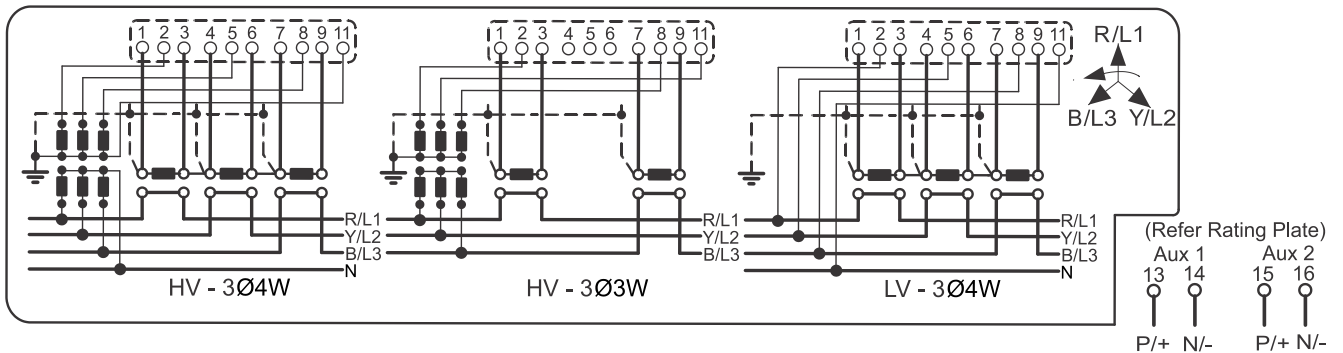 1 2 3 4 5 6 7 8 9 11
1 2 3 4 5 6 7 8 9 11
1 2 3 4 5 6 7 8 9 11
R/L1
B/L3 Y/L2
R/L1
Y/L2
B/L3
N
R/L1
Y/L2
B/L3
R/L1
Y/L2
B/L3
N
HV - 3Ø4W
HV - 3Ø3W
LV - 3Ø4W
(Refer Rating Plate)
Aux 1
13 14
P/+ N/-
Aux 2
15 16
P/+ N/-